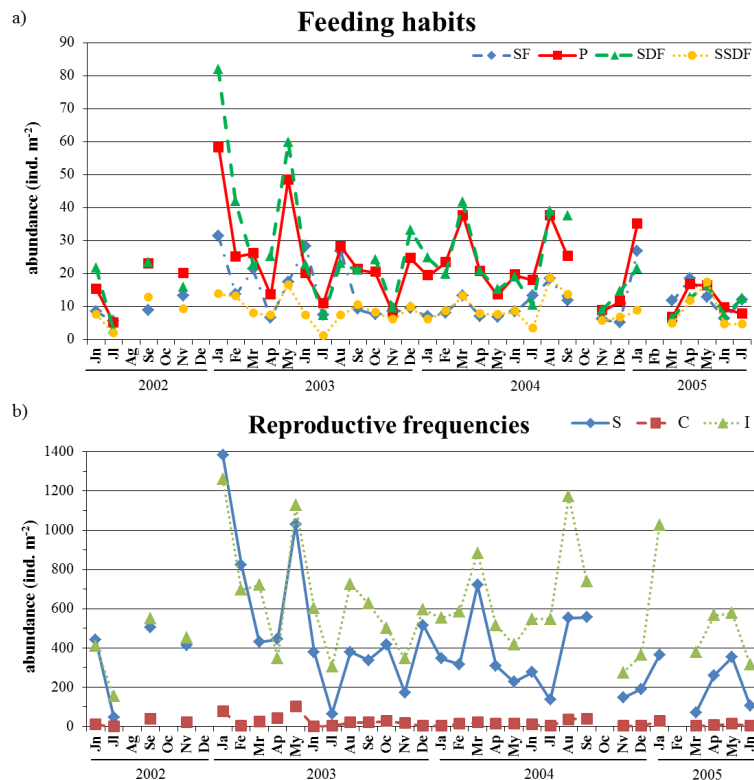 a)
Feeding habits
SF P SDF SSDF
90
80
70
60
50
40
30
20
10
0
abundance (ind. m-2)
Jn Jl Ag Se Oc Nv De Ja Fe Mr Ap My Jn Jl Au Se Oc Nv De Ja Fe Mr Ap My Jn Jl Au Se Oc Nv De Ja Fb Mr Ap My Jn Jl
2002 2003 2004 2005
b)
Reproductive frequencies
S C I
1400
1200
1000
800
600
400
200
0
abundance (ind. m-2)
Jn Jl Ag Se Oc Nv De Ja Fe Mr Ap My Jn Jl Au Se Oc Nv De Ja Fe Mr Ap My Jn Jl Au Se Oc Nv De Ja Fe Mr Ap My Jn
2002 2003 2004 2005